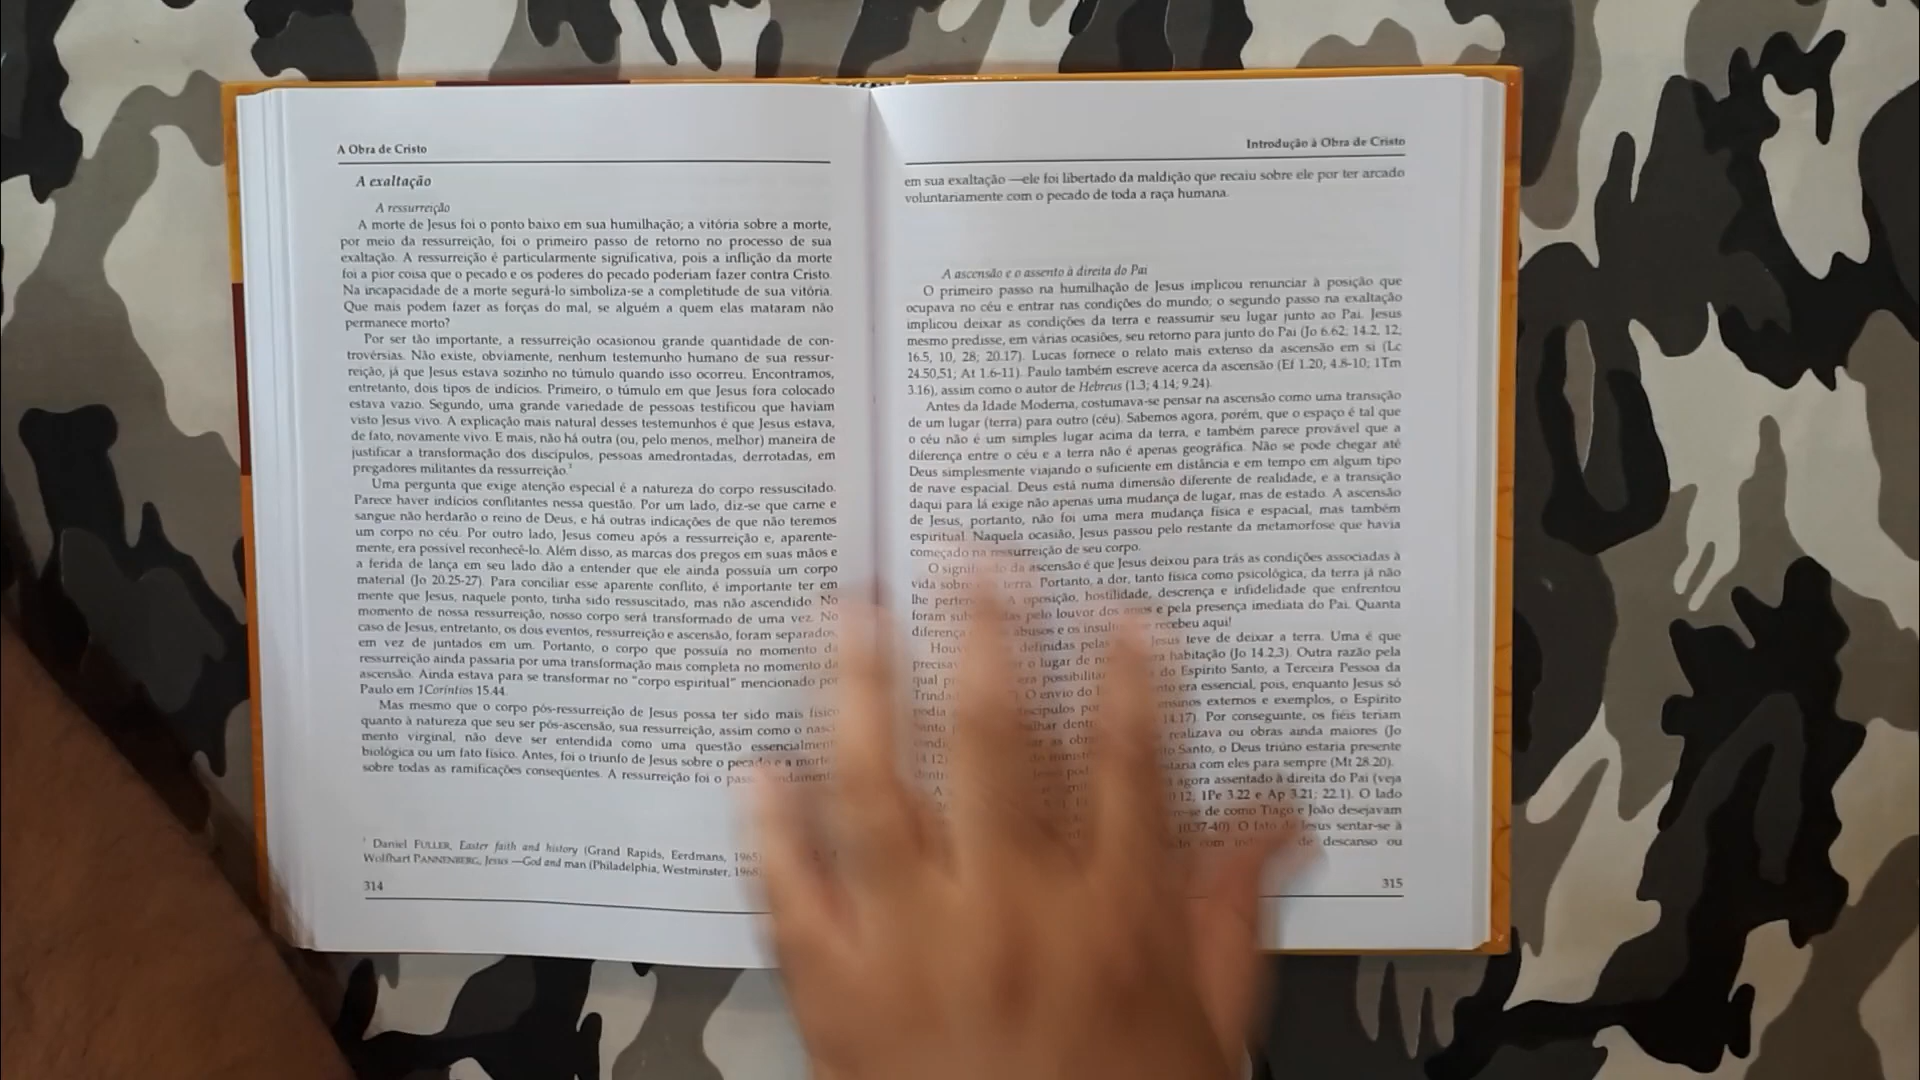 A Obra de Cristo
A exaltação
A ressurreição
A morte de Jesus foi o ponto baixo em sua humilhação; a vitória sobre a morte,
por meio da ressurreição, foi o primeiro passo de retorno no processo de sua
exaltação. A ressurreição é particularmente significativa, pois a inflição da morte
foi a pior coisa que o pecado e os poderes do pecado poderiam fazer contra Cristo.
Na incapacidade de a morte segurá-lo simboliza-se a completitude de sua vitória.
Que mais podem fazer as forças do mal, se alguém a quem elas mataram não
permanece morto?
Por ser tão importante, a ressurreição ocasionou grande quantidade de con-
trovérsias. Não existe, obviamente, nenhum testemunho humano de sua ressur-
reição, já que Jesus estava sozinho no túmulo quando isso ocorreu. Encontramos,
entretanto, dois tipos de indícios. Primeiro, o túmulo em que Jesus fora colocado
estava vazio. Segundo, uma grande variedade de pessoas testificou que haviam
visto Jesus vivo. A explicação mais natural desses testemunhos é que Jesus estava,
de fato, novamente vivo. E mais, não há outra (ou, pelo menos, melhor) maneira de
justificar a transformação dos discípulos, pessoas amedrontadas, derrotadas, em
pregadores militantes da ressurreição.
Uma pergunta que exige atenção especial é a natureza do corpo ressuscitado.
Parece haver indícios conflitantes nessa questão. Por um lado, diz-se que carne e
sangue não herdarão o reino de Deus, e há outras indicações de que não teremos
um corpo no céu. Por outro lado, Jesus comeu após a ressurreição e, aparente-
mente, era possível reconhecê-lo. Além disso, as marcas dos pregos em suas mãos e
a ferida de lança em seu lado dão a entender que ele ainda possuía um corpo
material (Jo 20.25-27). Para conciliar esse aparente conflito, é importante ter em
mente que Jesus, naquele ponto, tinha sido ressuscitado, mas não ascendido. No
momento de nossa ressurreição, nosso corpo será transformado de uma vez. No
caso de Jesus, entretanto, os dois eventos, ressurreição e ascensão, foram separados,
em vez de juntados em um. Portanto, o corpo que possuía no momento da
ressurreição ainda passaria por uma transformação mais completa no momento da
ascensão. Ainda estava para se transformar no “corpo espiritual” mencionado por
Paulo em 1Coríntios 15.44.
Mas mesmo que o corpo pós-ressurreição de Jesus possa ter sido mais físico
quanto à natureza que seu ser pós-ascensão, sua ressurreição, assim como o nasci-
mento virginal, não deve ser entendida como uma questão essencialmente
biológica ou um fato físico. Antes, foi o triunfo de Jesus sobre o pecado e a morte
sobre todas as ramificações conseqüentes. A ressurreição foi o
Daniel FULLER, Easter faith and history (Grand Rapids, Eerdmans, 1965)
Wolfhart PANNENBERG, Jesus —God and man (Philadelphia, Westminster, 1968)
314
Introdução à Obra de Cristo
em sua exaltação —ele foi libertado da maldição que recaiu sobre ele por ter arcado
voluntariamente com o pecado de toda a raça humana.
A ascensão e o assento à direita do Pai
O primeiro passo na humilhação de Jesus implicou renunciar à posição que
ocupava no céu e entrar nas condições do mundo; o segundo passo na exaltação
implicou deixar as condições da terra e reassumir seu lugar junto ao Pai. Jesus
mesmo predisse, em várias ocasiões, seu retorno para junto do Pai (Jo 6.62; 14.2, 12;
16.5, 10, 28; 20.17). Lucas fornece o relato mais extenso da ascensão em si (Lc
24.50,51; At 1.6-11). Paulo também escreve acerca da ascensão (Ef 1.20; 4.8-10; 1Tm
3.16), assim como o autor de Hebreus (1.3; 4.14; 9.24).
Antes da Idade Moderna, costumava-se pensar na ascensão como uma transição
de um lugar (terra) para outro (céu). Sabemos agora, porém, que o espaço é tal que
o céu não é um simples lugar acima da terra, e também parece provável que a
diferença entre o céu e a terra não é apenas geográfica. Não se pode chegar até
Deus simplesmente viajando o suficiente em distância e em tempo em algum tipo
de nave espacial. Deus está numa dimensão diferente de realidade, e a transição
daqui para lá exige não apenas uma mudança de lugar, mas de estado. A ascensão
de Jesus, portanto, não foi uma mera mudança física e espacial, mas também
espiritual. Naquela ocasião, Jesus passou pelo restante da metamorfose que havia
começado na ressurreição de seu corpo.
O da ascensão é que Jesus deixou para trás as condições associadas à
vida sobre terra. Portanto, a dor, tanto física como psicológica, da terra já não
lhe A oposição, hostilidade, descrença e infidelidade que enfrentou
foram pelo louvor dos anjos e pela presença imediata do Pai. Quanta
diferença abusos e os recebeu aqui!
definidas pelas Jesus teve de deixar a terra. Uma é que
o lugar de habitação (Jo 14.2,3). Outra razão pela
qual do Espírito Santo, a Terceira Pessoa da
O envio do era essencial, pois, enquanto Jesus só
podia ensinos externos e exemplos, o Espírito
14.17). Por conseguinte, os fiéis teriam
as realizava ou obras ainda maiores (Jo
14.12) Santo, o Deus triúno estaria presente
com eles para sempre (Mt 28.20).
agora assentado à direita do Pai (veja
1Pe 3.22 e Ap 3.21; 22.1). O lado
de como Tiago e João desejavam
10.37-40). O fato de Jesus sentar-se à
de descanso ou
315